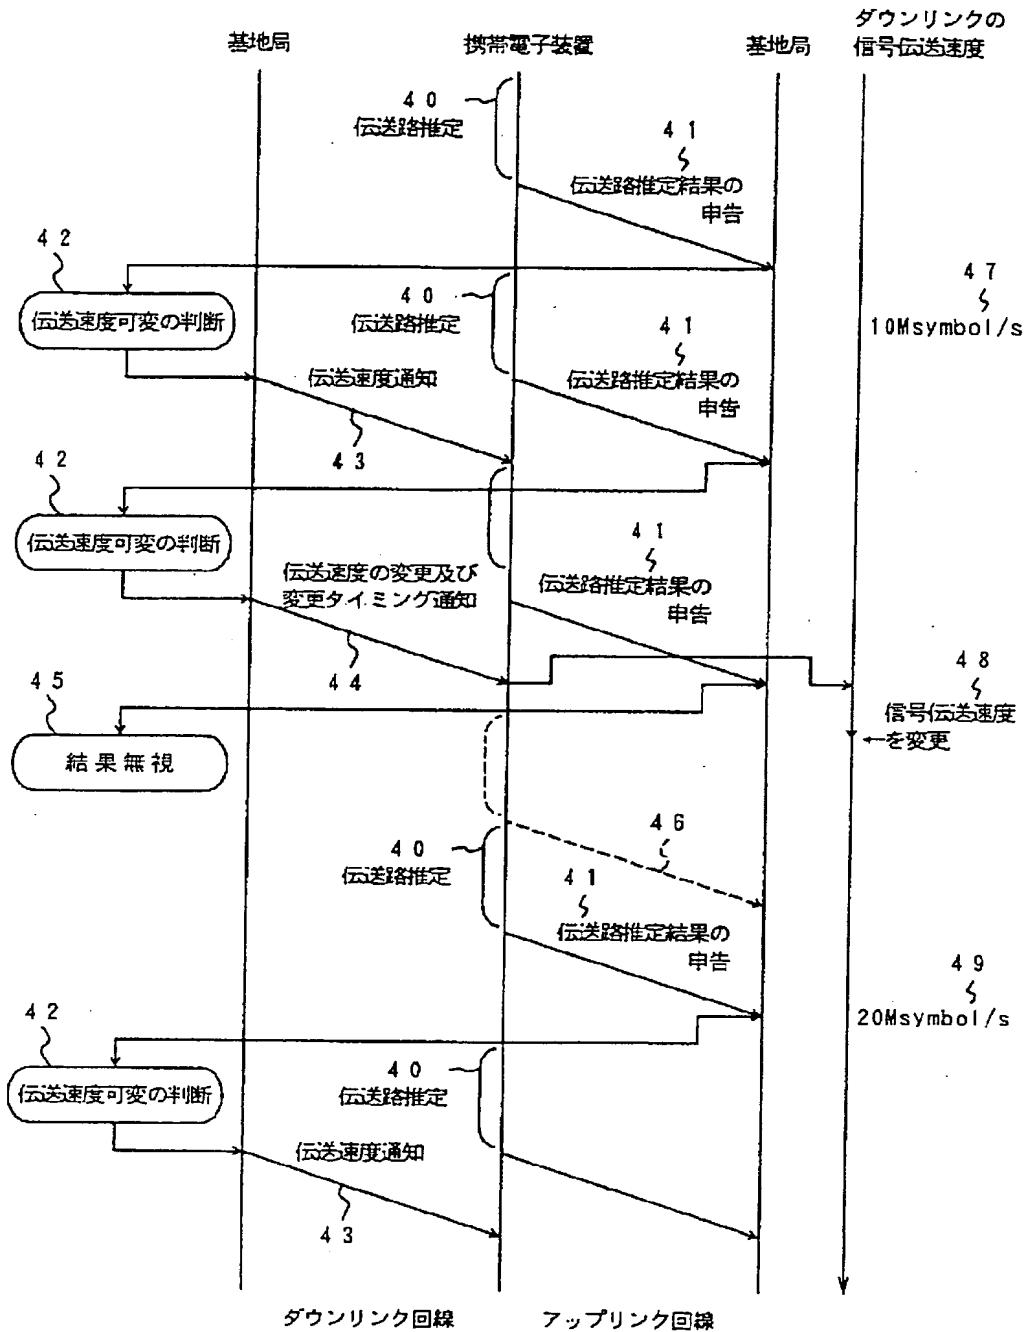 ダウンリンクの
信号伝送速度
基地局
携帯電子装置
基地局
40
伝送路推定
41
伝送路推定結果の
申告
42
伝送速度可変の判断
40
伝送路推定
47
10Msymbol/s
41
伝送路推定結果の
申告
伝送速度通知
43
42
伝送速度可変の判断
41
伝送路推定結果の
申告
伝送速度の変更及び
変更タイミング通知
44
48
信号伝送速度
←を変更
45
結果無視
46
40
伝送路推定
41
伝送路推定結果の
申告
49
20Msymbol/s
42
伝送速度可変の判断
40
伝送路推定
伝送速度通知
43
ダウンリンク回線
アップリンク回線